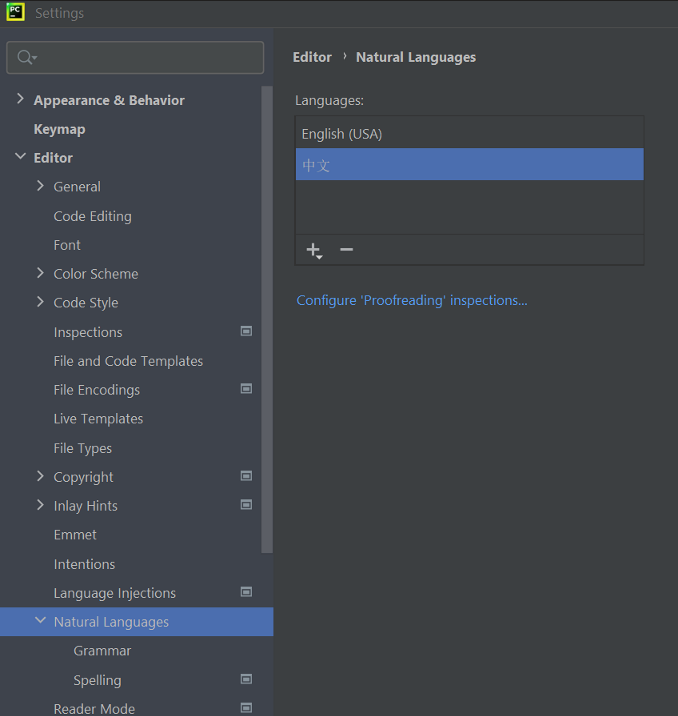 PC
Settings
Appearance & Behavior
Keymap
Editor
General
Code Editing
Font
Color Scheme
Code Style
Inspections
File and Code Templates
File Encodings
Live Templates
File Types
Copyright
Inlay Hints
Emmet
Intentions
Language Injections
Natural Languages
Grammar
Spelling
Reader Mode
Editor › Natural Languages
Languages:
English (USA)
中文
Configure 'Proofreading' inspections...